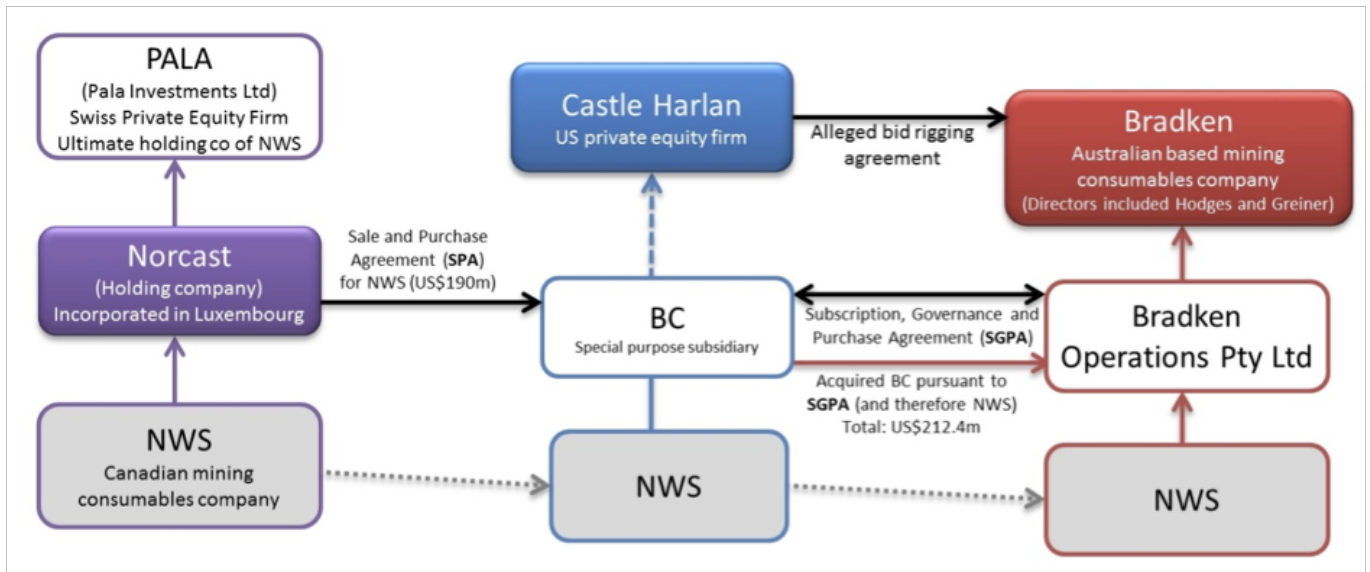 PALA
(Pala Investments Ltd)
Swiss Private Equity Firm
Ultimate holding co of NWS
Norcast
(Holding company)
Incorporated in Luxembourg
NWS
Canadian mining
consumables company
Sale and Purchase
Agreement (SPA)
for NWS (US$190m)
Castle Harlan
US private equity firm
BC
Special purpose subsidiary
NWS
Alleged bid rigging
agreement
Subscription, Governance and
Purchase Agreement (SGPA)
Acquired BC pursuant to
SGPA (and therefore NWS)
Total: US$212.4m
Bradken
Australian based mining
consumables company
(Directors included Hodges and Greiner)
Bradken
Operations Pty Ltd
NWS